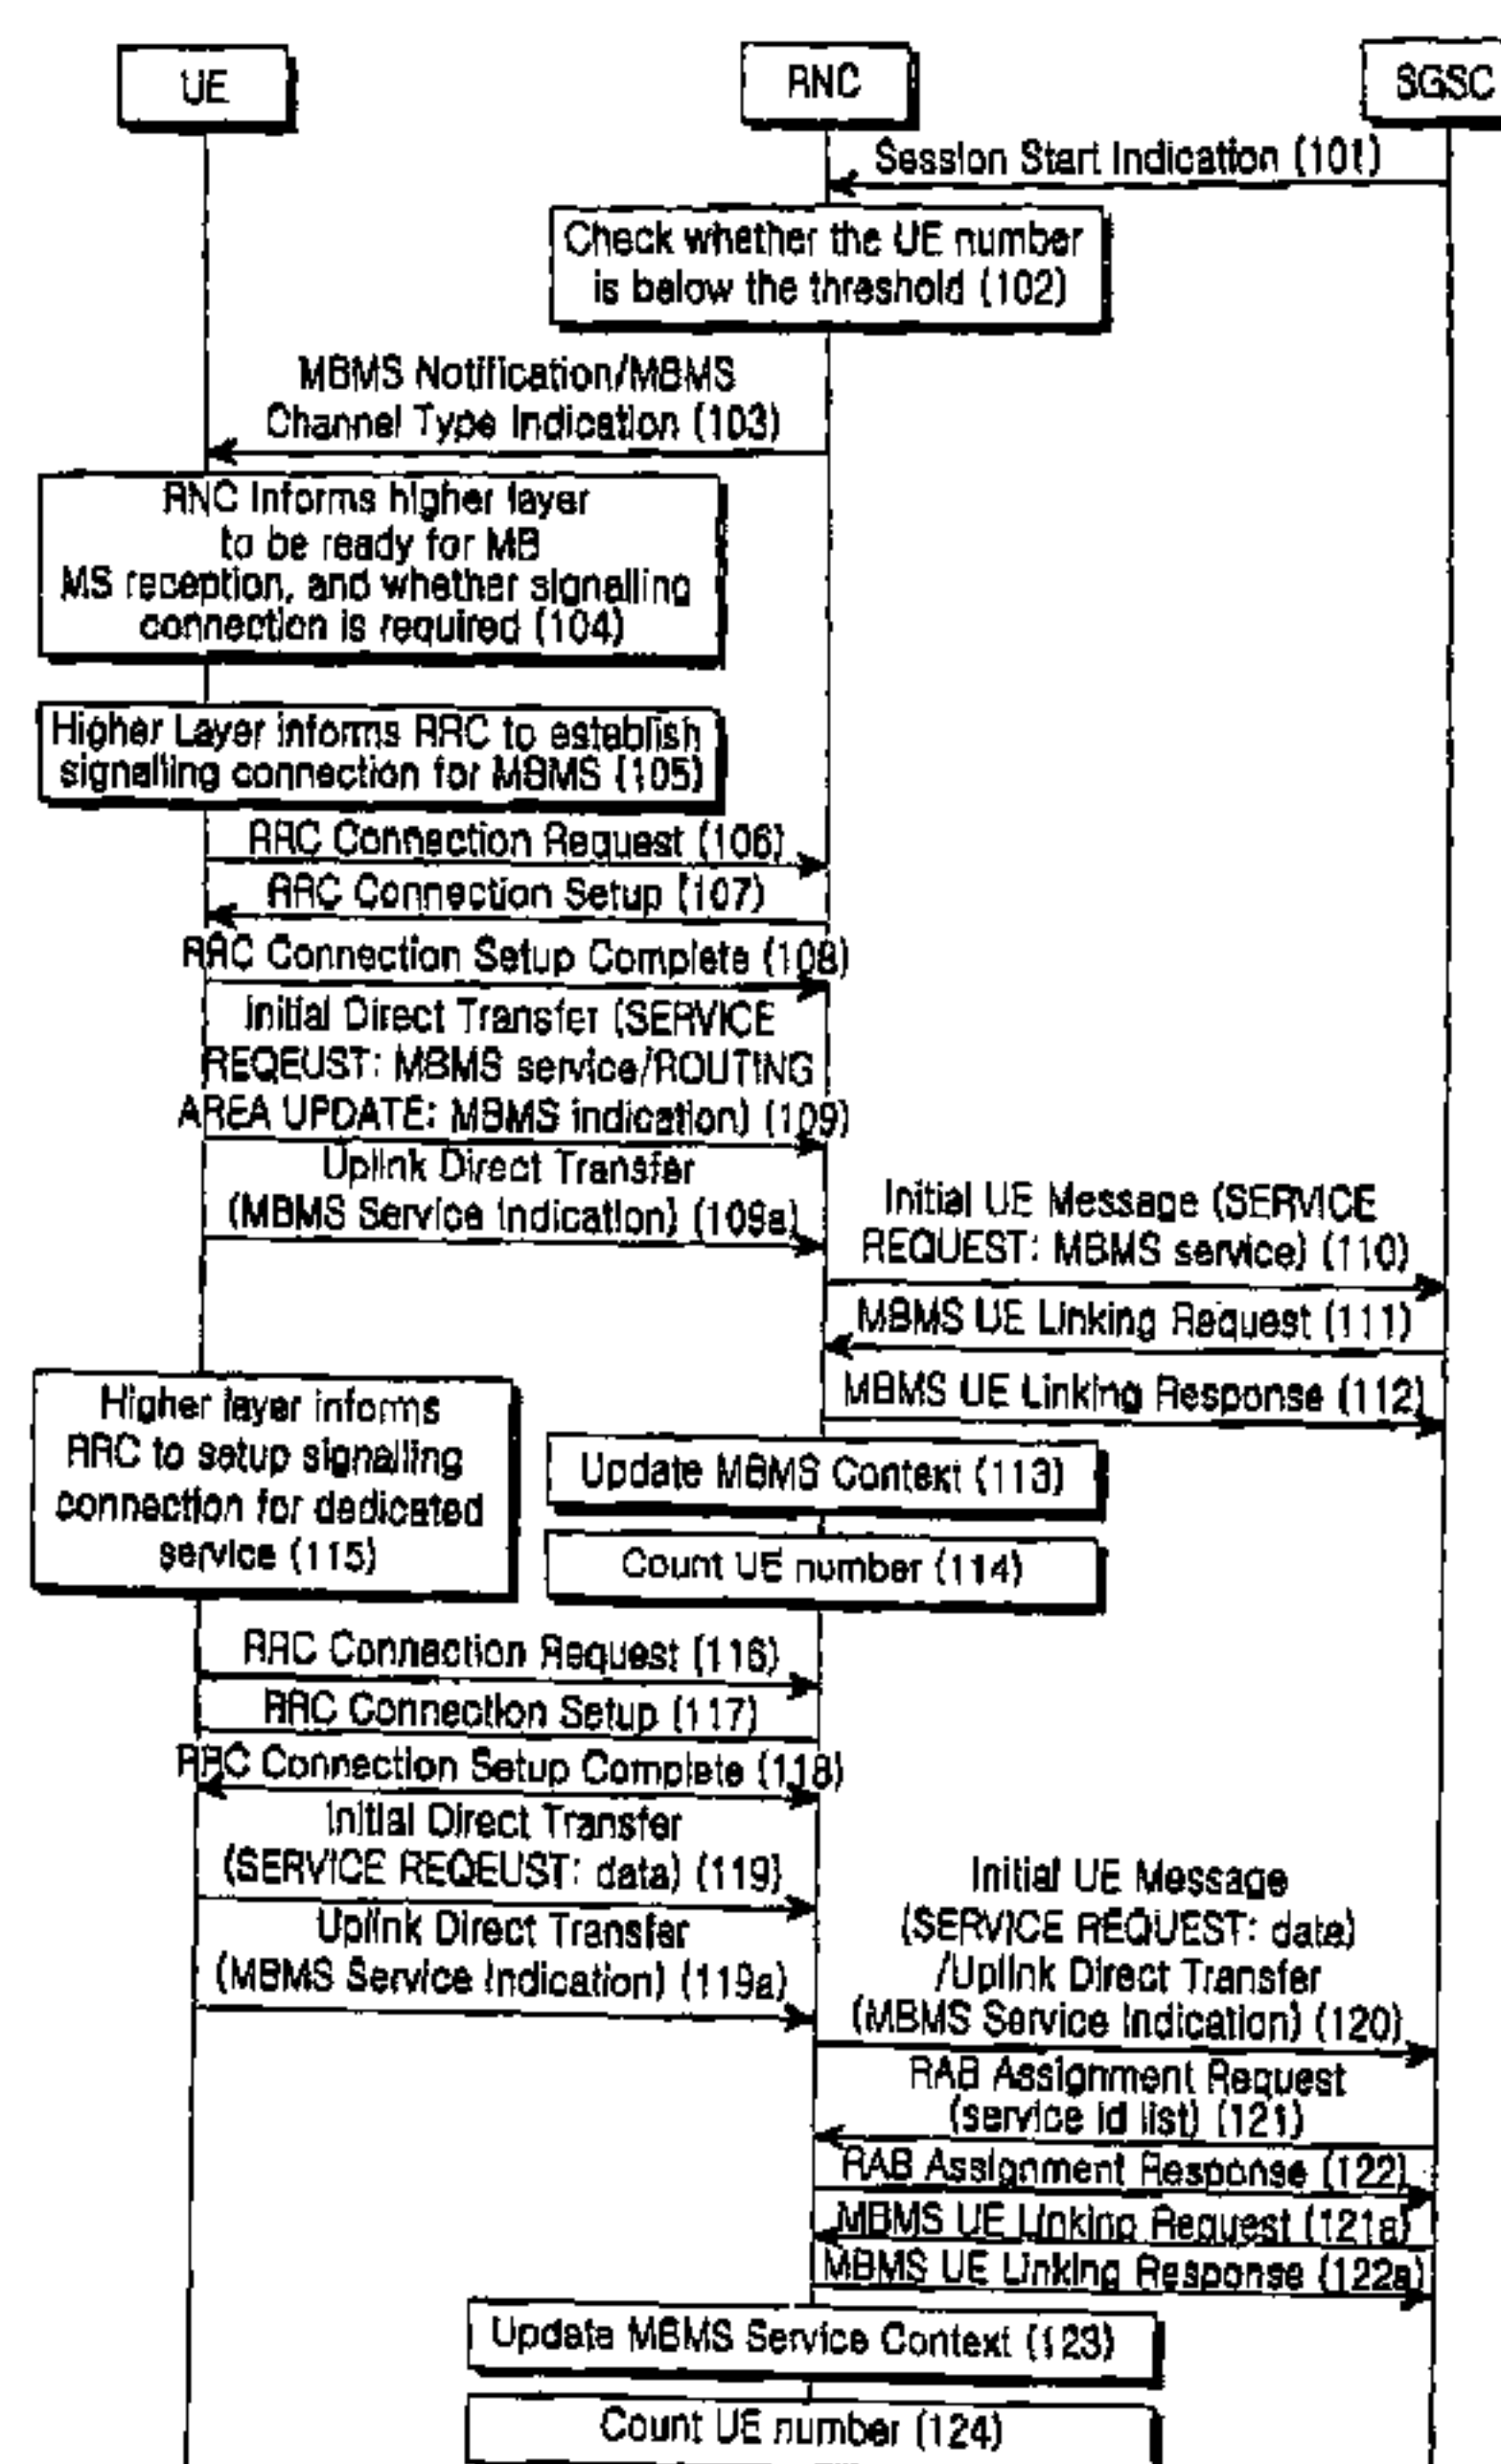 UE
RNC
SGSC
Session Start Indication (101)
Check whether the UE number
is below the threshold (102)
MBMS Notification/MBMS
Channel Type Indication (103)
RNC Informs higher layer
to be ready for MB
MS reception, and whether signalling
connection is required (104)
Higher Layer informs RRC to establish
signalling connection for MBMS (105)
RRC Connection Request (106)
RRC Connection Setup (107)
RRC Connection Setup Complete (108)
Initial Direct Transfer (SERVICE
REQEUST: MBMS service/ROUTING
AREA UPDATE: MBMS indication) (109)
Uplink Direct Transfer
(MBMS Service Indication) (109a)
Initial UE Message (SERVICE
REQUEST: MBMS service) (110)
MBMS UE Linking Request (111)
MBMS UE Linking Response (112)
Higher layer informs
RRC to setup signalling
connection for dedicated
service (115)
Update MBMS Context (113)
Count UE number (114)
RRC Connection Request (116)
RRC Connection Setup (117)
RRC Connection Setup Complete (118)
Initial Direct Transfer
(SERVICE REQEUST: data) (119)
Uplink Direct Transfer
(MBMS Service Indication) (119a)
Initial UE Message
(SERVICE REQUEST: data)
/Uplink Direct Transfer
(MBMS Service Indication) (120)
RAB Assignment Request
(service id list) (121)
RAB Assignment Response (122)
MBMS UE Linking Request (121a)
MBMS UE Linking Response (122a)
Update MBMS Service Context (123)
Count UE number (124)